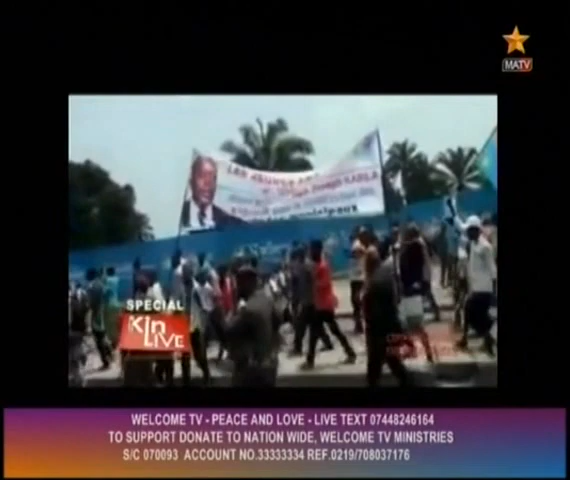 MATV
LES JEUNES
KABILA
SPECIAL
Kin
LIVE
WELCOME TV - PEACE AND LOVE - LIVE TEXT 07448246164
TO SUPPORT DONATE TO NATION WIDE, WELCOME TV MINISTRIES
S/C 070093 ACCOUNT NO.33333334 REF.0219/708037176